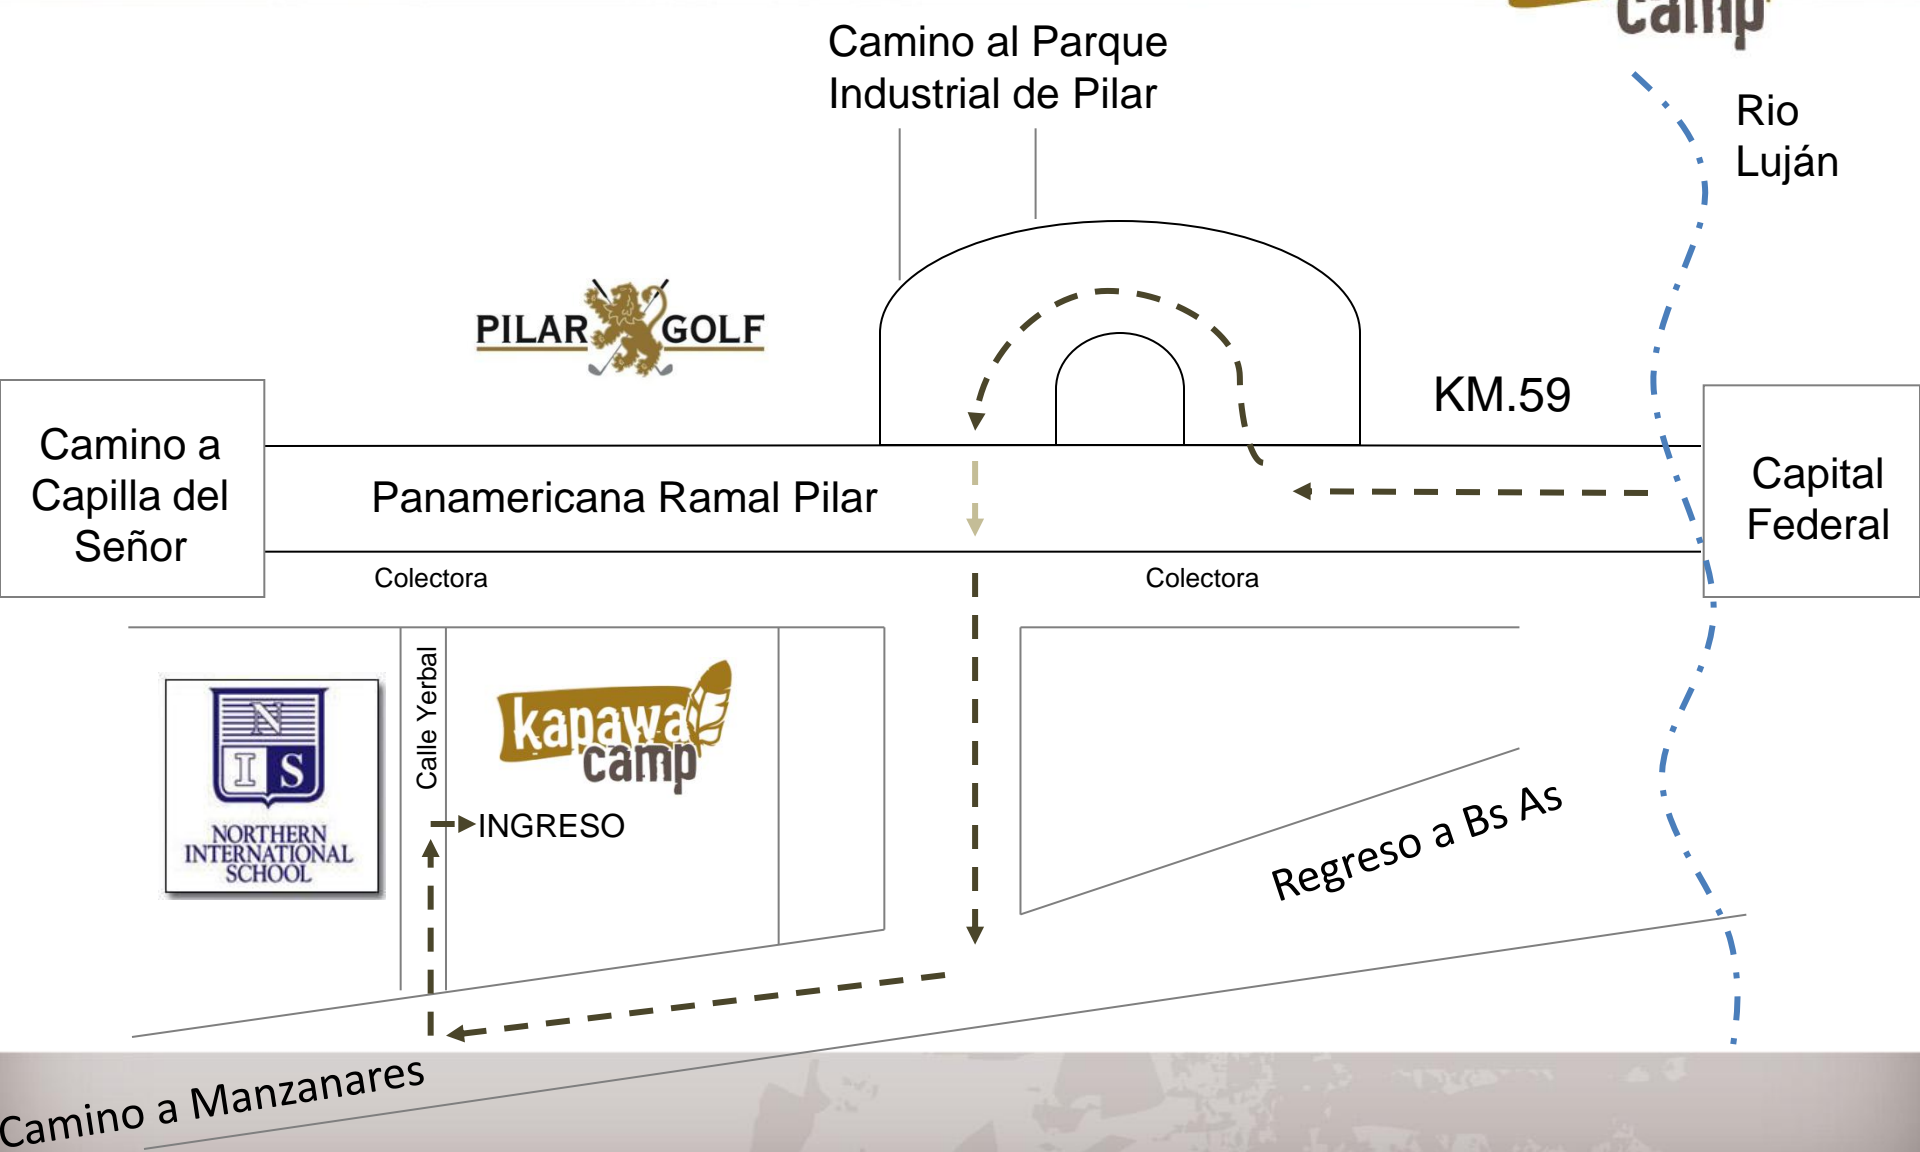 camp
Camino al Parque
Industrial de Pilar
Rio
Luján
PILAR GOLF
KM.59
Camino a
Capilla del
Señor
Panamericana Ramal Pilar
Capital
Federal
Colectora
Colectora
Calle Yerbal
N
I S
NORTHERN
INTERNATIONAL
SCHOOL
kapawa
camp
INGRESO
Regreso a Bs As
Camino a Manzanares